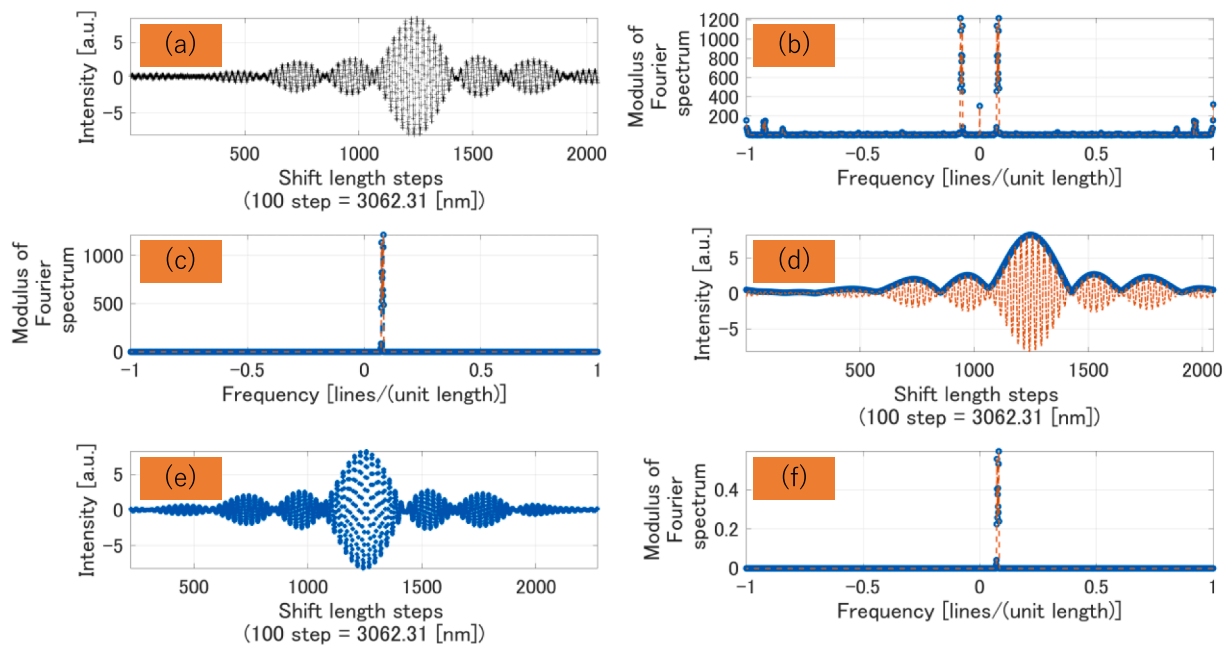 (a)
Intensity [a.u.]
5
0
−5
500
1000
1500
2000
Shift length steps
(100 step = 3062.31 [nm])
(b)
Modulus of
Fourier
spectrum
1200
1000
800
600
400
200
−1
−0.5
0
0.5
1
Frequency [lines/(unit length)]
(c)
Modulus of
Fourier
spectrum
1000
500
0
−1
−0.5
0
0.5
1
Frequency [lines/(unit length)]
(d)
Intensity [a.u.]
5
0
−5
500
1000
1500
2000
Shift length steps
(100 step = 3062.31 [nm])
(e)
Intensity [a.u.]
5
0
−5
500
1000
1500
2000
Shift length steps
(100 step = 3062.31 [nm])
(f)
Modulus of
Fourier
spectrum
0.4
0.2
0
−1
−0.5
0
0.5
1
Frequency [lines/(unit length)]